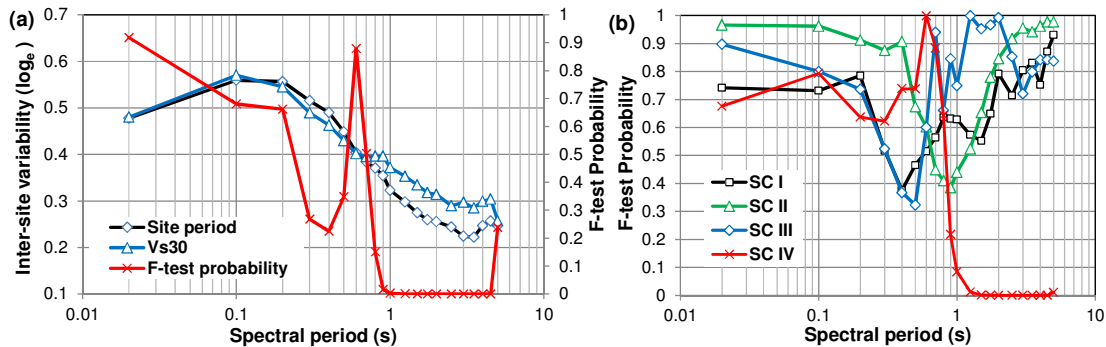 (a)
Inter-site variability (logₑ)
0.7
0.6
0.5
0.4
0.3
0.2
0.1
Site period
Vs30
F-test probability
1
0.9
0.8
0.7
0.6
0.5
0.4
0.3
0.2
0.1
0
F-test Probability
0.01
0.1
1
10
Spectral period (s)
(b)
F-test Probability
1
0.9
0.8
0.7
0.6
0.5
0.4
0.3
0.2
0.1
0
SC I
SC II
SC III
SC IV
0.01
0.1
1
10
Spectral period (s)